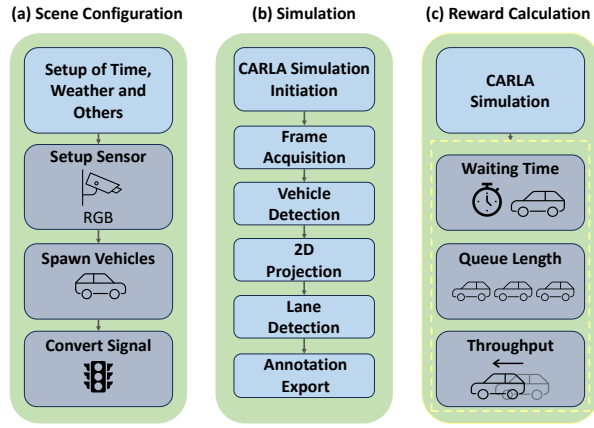 (a) Scene Configuration
Setup of Time,
Weather and
Others
Setup Sensor
RGB
Spawn Vehicles
Convert Signal
(b) Simulation
CARLA Simulation
Initiation
Frame
Acquisition
Vehicle
Detection
2D
Projection
Lane
Detection
Annotation
Export
(c) Reward Calculation
CARLA
Simulation
Waiting Time
Queue Length
Throughput